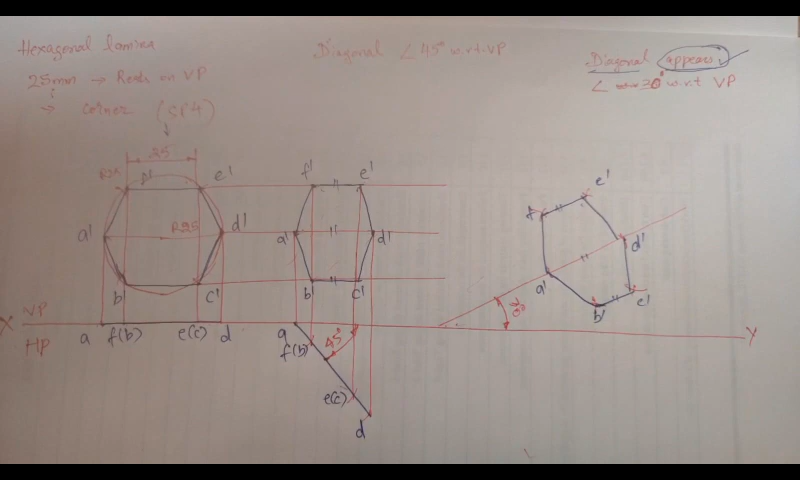 Hexagonal lamina
25mm → Rests on VP
→ Corner (CP4)
Diagonal ∠ 45° w.r.t. VP
Diagonal appears
∠ 30° w.r.t VP
25
f' e'
a' R25 d'
b' c'
f' e'
a' d'
b' c'
e'
f'
d'
a'
c'
b'
30°
VP
X Y
HP
a f(b) e(c) d
a
f(b) 45°
e(c)
d